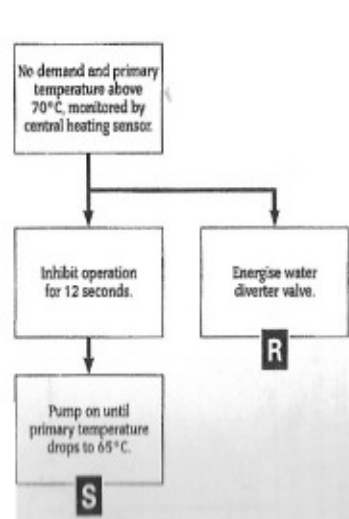 No demand and primary
temperature above
70°C, monitored by
central heating sensor.
Inhibit operation
for 12 seconds.
Energise water
diverter valve.
R
Pump on until
primary temperature
drops to 65°C.
S